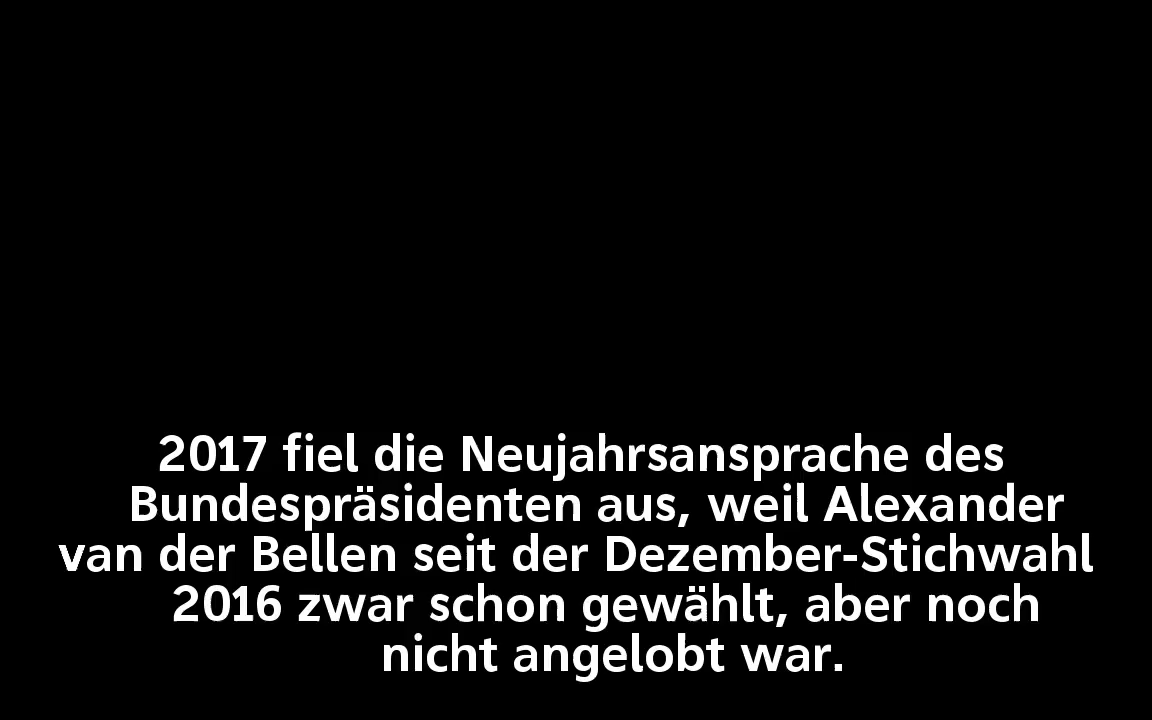 2017 fiel die Neujahrsansprache des
Bundespräsidenten aus, weil Alexander
van der Bellen seit der Dezember-Stichwahl
2016 zwar schon gewählt, aber noch
nicht angelobt war.